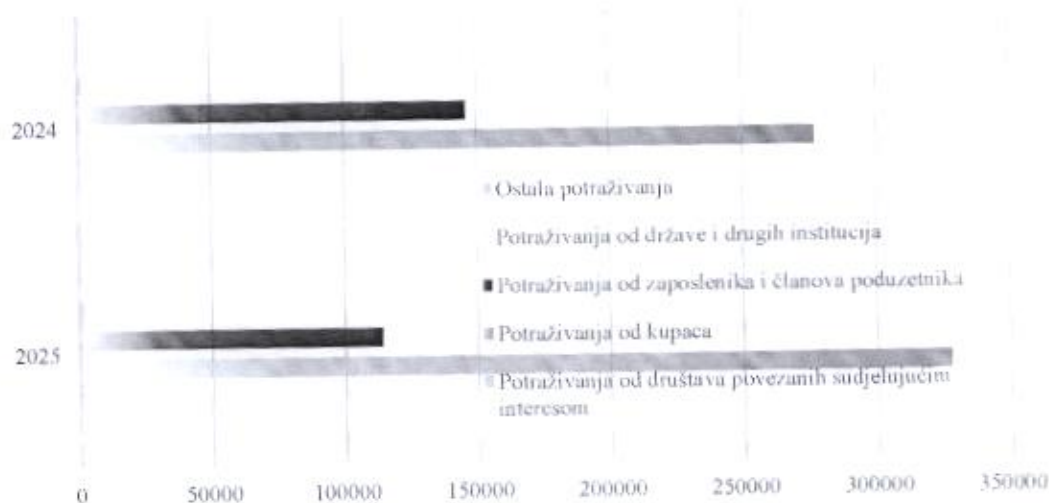 2024
Ostala potraživanja
Potraživanja od države i drugih institucija
Potraživanja od zaposlenika i članova poduzetnika
2025
Potraživanja od kupaca
Potraživanja od društava povezanih sudjelujućim
interesom
0 50000 100000 150000 200000 250000 300000 350000